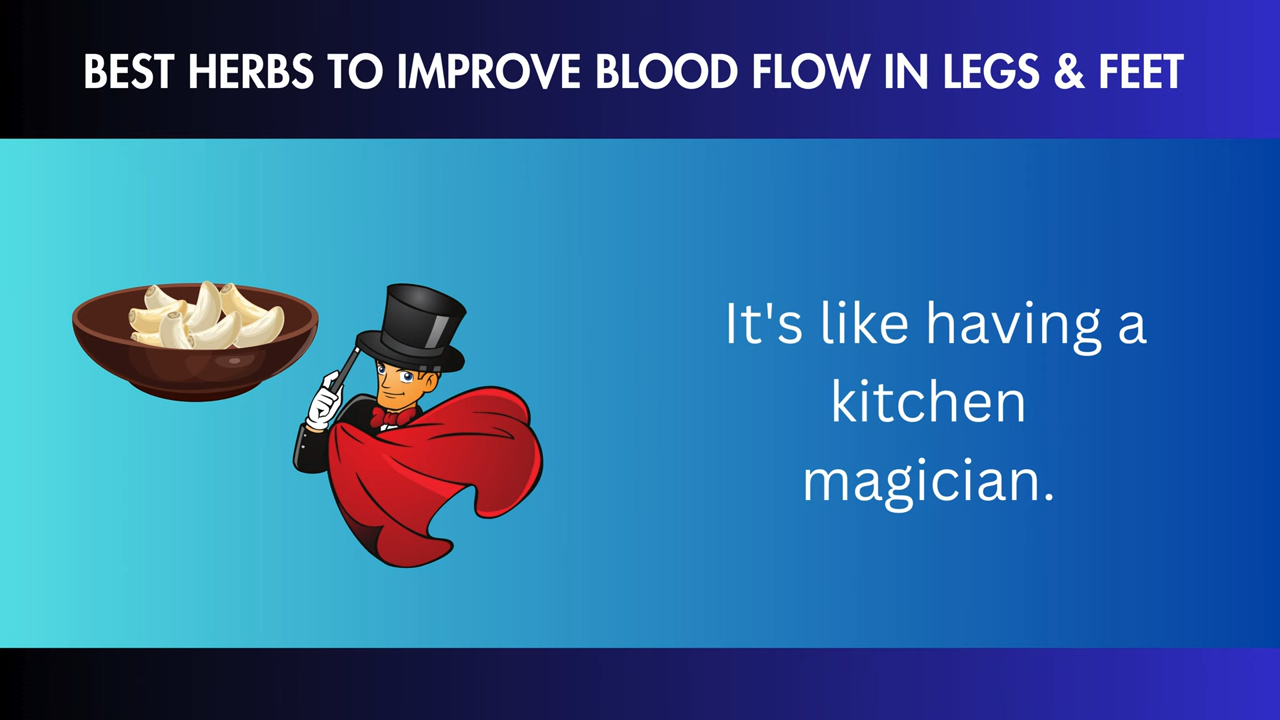 BEST HERBS TO IMPROVE BLOOD FLOW IN LEGS & FEET
It's like having a
kitchen
magician.